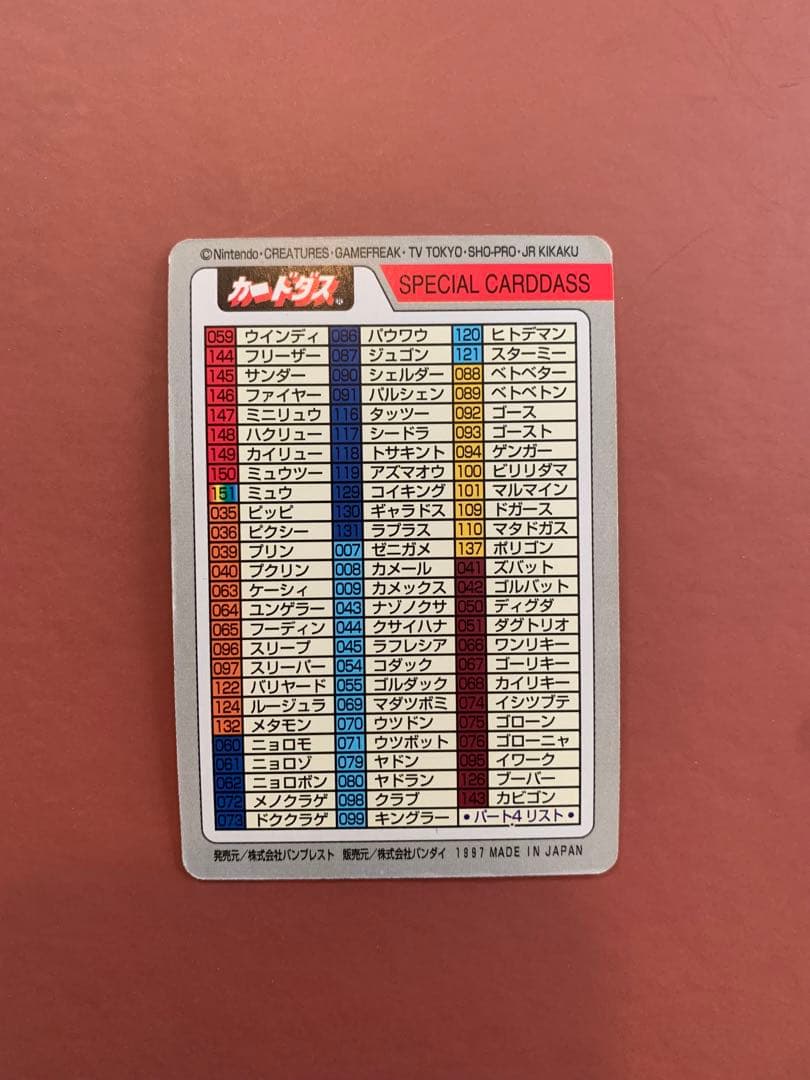 ©Nintendo・CREATURES・GAMEFREAK・TV TOKYO・SHO-PRO・JR KIKAKU
カードダス
SPECIAL CARDDASS
059 ウインディ
144 フリーザー
145 サンダー
146 ファイヤー
147 ミニリュウ
148 ハクリュー
149 カイリュー
150 ミュウツー
151 ミュウ
035 ピッピ
036 ピクシー
039 プリン
040 プクリン
063 ケーシィ
064 ユンゲラー
065 フーディン
096 スリープ
097 スリーパー
122 バリヤード
124 ルージュラ
132 メタモン
060 ニョロモ
061 ニョロゾ
062 ニョロボン
072 メノクラゲ
073 ドククラゲ
086 パウワウ
087 ジュゴン
090 シェルダー
091 パルシェン
116 タッツー
117 シードラ
118 トサキント
119 アズマオウ
129 コイキング
130 ギャラドス
131 ラプラス
007 ゼニガメ
008 カメール
009 カメックス
043 ナゾノクサ
044 クサイハナ
045 ラフレシア
054 コダック
055 ゴルダック
069 マダツボミ
070 ウツドン
071 ウツボット
079 ヤドン
080 ヤドラン
098 クラブ
099 キングラー
120 ヒトデマン
121 スターミー
088 ベトベター
089 ベトベトン
092 ゴース
093 ゴースト
094 ゲンガー
100 ビリリダマ
101 マルマイン
109 ドガース
110 マタドガス
137 ポリゴン
041 ズバット
042 ゴルバット
050 ディグダ
051 ダグトリオ
066 ワンリキー
067 ゴーリキー
068 カイリキー
074 イシツブテ
075 ゴローン
076 ゴローニャ
095 イワーク
126 ブーバー
143 カビゴン
•パート4 リスト•
発売元／株式会社バンプレスト 販売元／株式会社バンダイ 1997 MADE IN JAPAN